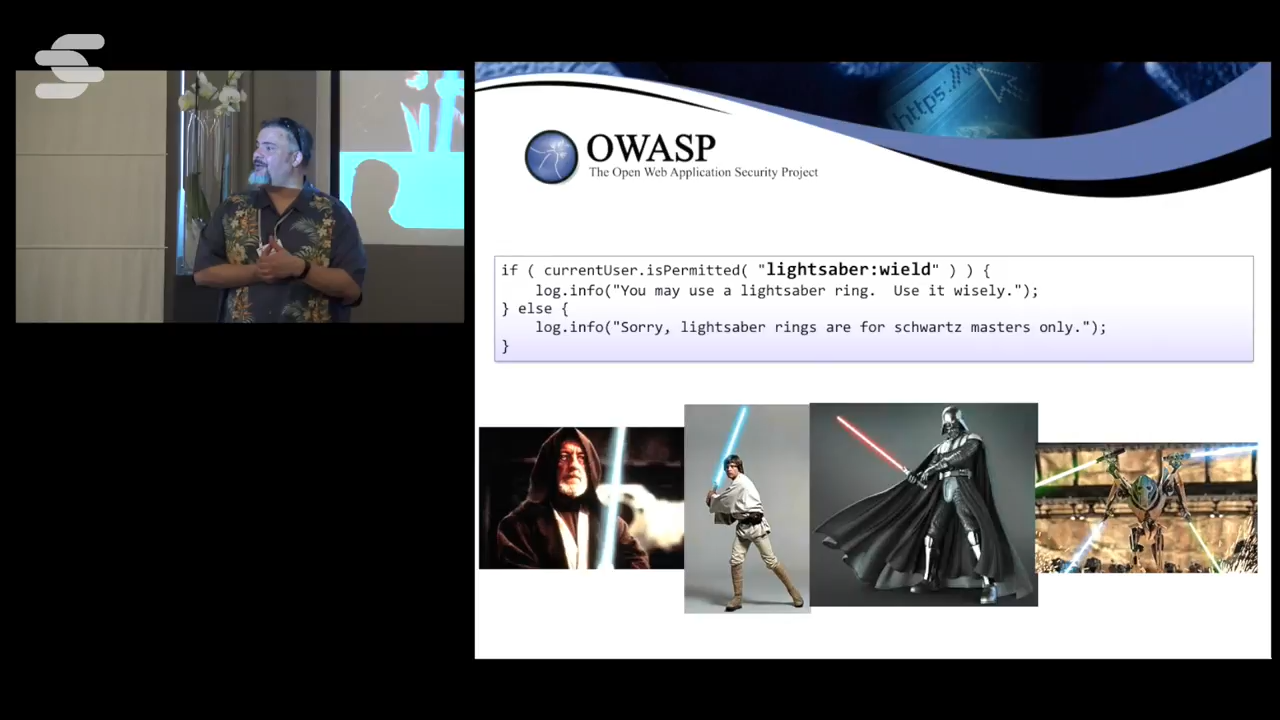 https://w
OWASP
The Open Web Application Security Project
if ( currentUser.isPermitted( "lightsaber:wield" ) ) {
log.info("You may use a lightsaber ring.  Use it wisely.");
} else {
log.info("Sorry, lightsaber rings are for schwartz masters only.");
}